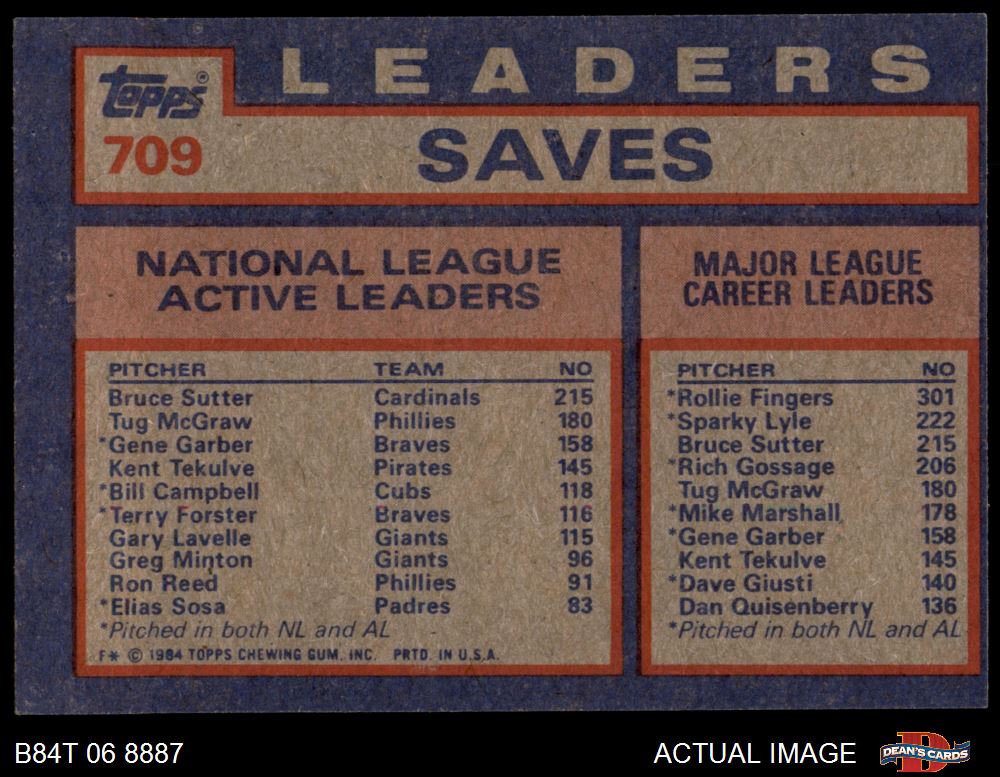 topps®
LEADERS
709
SAVES
NATIONAL LEAGUE
ACTIVE LEADERS
PITCHER TEAM NO
Bruce Sutter Cardinals 215
Tug McGraw Phillies 180
*Gene Garber Braves 158
Kent Tekulve Pirates 145
*Bill Campbell Cubs 118
*Terry Forster Braves 116
Gary Lavelle Giants 115
Greg Minton Giants 96
Ron Reed Phillies 91
*Elias Sosa Padres 83
*Pitched in both NL and AL
F* © 1984 TOPPS CHEWING GUM, INC. PRTD. IN U.S.A.
MAJOR LEAGUE
CAREER LEADERS
PITCHER NO
*Rollie Fingers 301
*Sparky Lyle 222
Bruce Sutter 215
*Rich Gossage 206
Tug McGraw 180
*Mike Marshall 178
*Gene Garber 158
Kent Tekulve 145
*Dave Giusti 140
Dan Quisenberry 136
*Pitched in both NL and AL
B84T 06 8887
ACTUAL IMAGE
D
DEAN'S CARDS